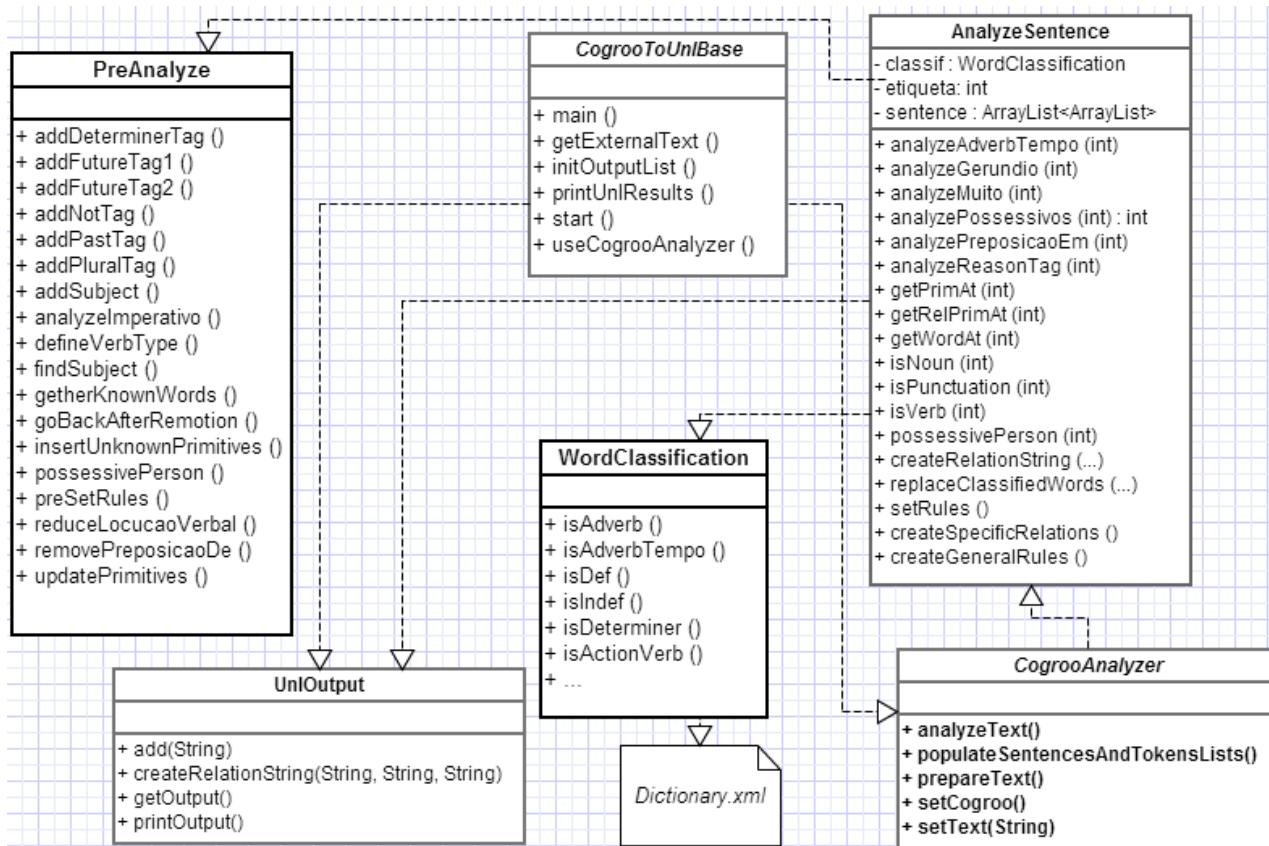 PreAnalyze
+ addDeterminerTag ()
+ addFutureTag1 ()
+ addFutureTag2 ()
+ addNotTag ()
+ addPastTag ()
+ addPluralTag ()
+ addSubject ()
+ analyzeImperativo ()
+ defineVerbType ()
+ findSubject ()
+ getherKnownWords ()
+ goBackAfterRemotion ()
+ insertUnknownPrimitives ()
+ possessivePerson ()
+ preSetRules ()
+ reduceLocucaoVerbal ()
+ removePreposicaoDe ()
+ updatePrimitives ()
CogrooToUnlBase
+ main ()
+ getExternalText ()
+ initOutputList ()
+ printUnlResults ()
+ start ()
+ useCogrooAnalyzer ()
AnalyzeSentence
- classif : WordClassification
- etiqueta: int
- sentence : ArrayList<ArrayList>
+ analyzeAdverbTempo (int)
+ analyzeGerundio (int)
+ analyzeMuito (int)
+ analyzePossessivos (int) : int
+ analyzePreposicaoEm (int)
+ analyzeReasonTag (int)
+ getPrimAt (int)
+ getRelPrimAt (int)
+ getWordAt (int)
+ isNoun (int)
+ isPunctuation (int)
+ isVerb (int)
+ possessivePerson (int)
+ createRelationString (...)
+ replaceClassifiedWords (...)
+ setRules ()
+ createSpecificRelations ()
+ createGeneralRules ()
WordClassification
+ isAdverb ()
+ isAdverbTempo ()
+ isDef ()
+ isIndef ()
+ isDeterminer ()
+ isActionVerb ()
+ ...
UnlOutput
+ add(String)
+ createRelationString(String, String, String)
+ getOutput()
+ printOutput()
Dictionary.xml
CogrooAnalyzer
+ analyzeText()
+ populateSentencesAndTokensLists()
+ prepareText()
+ setCogroo()
+ setText(String)